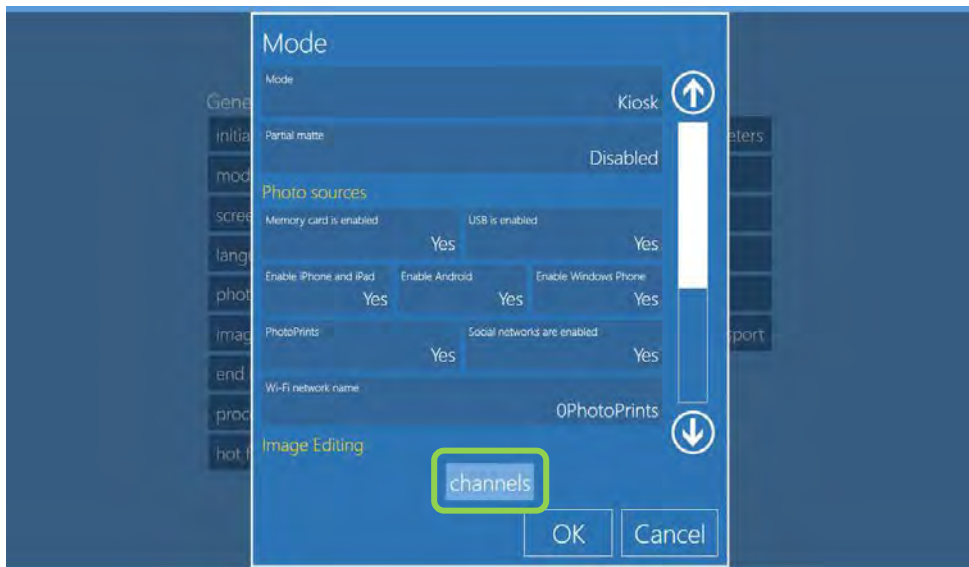 Mode
Mode
Kiosk
Partial matte
Disabled
Photo sources
Memory card is enabled USB is enabled
Yes Yes
Enable iPhone and iPad Enable Android Enable Windows Phone
Yes Yes Yes
PhotoPrints Social networks are enabled
Yes Yes
Wi-Fi network name
0PhotoPrints
Image Editing
channels
OK Cancel
end